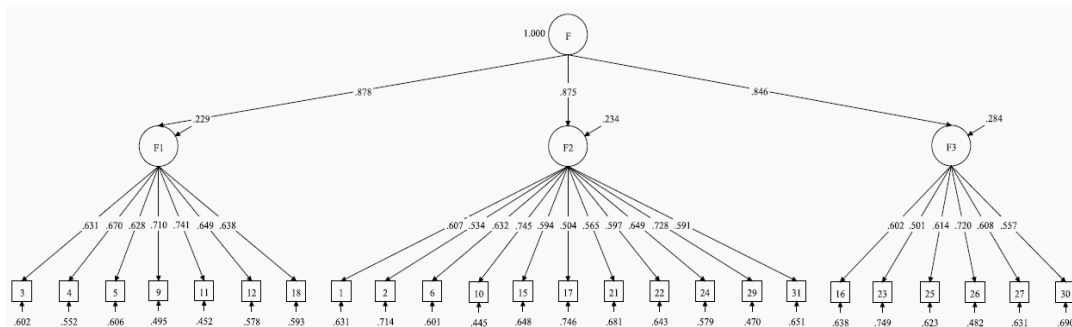 1.000 F
.878 .875 .846
.229 .234 .284
F1 F2 F3
.631 .670 .628 .710 .741 .649 .638 .607 .534 .632 .745 .594 .504 .565 .597 .649 .728 .591 .602 .501 .614 .720 .608 .557
3 4 5 9 11 12 18 1 2 6 10 15 17 21 22 24 29 31 16 23 25 26 27 30
.602 .552 .606 .495 .452 .578 .593 .631 .714 .601 .445 .648 .746 .681 .643 .579 .470 .651 .638 .749 .623 .482 .631 .690